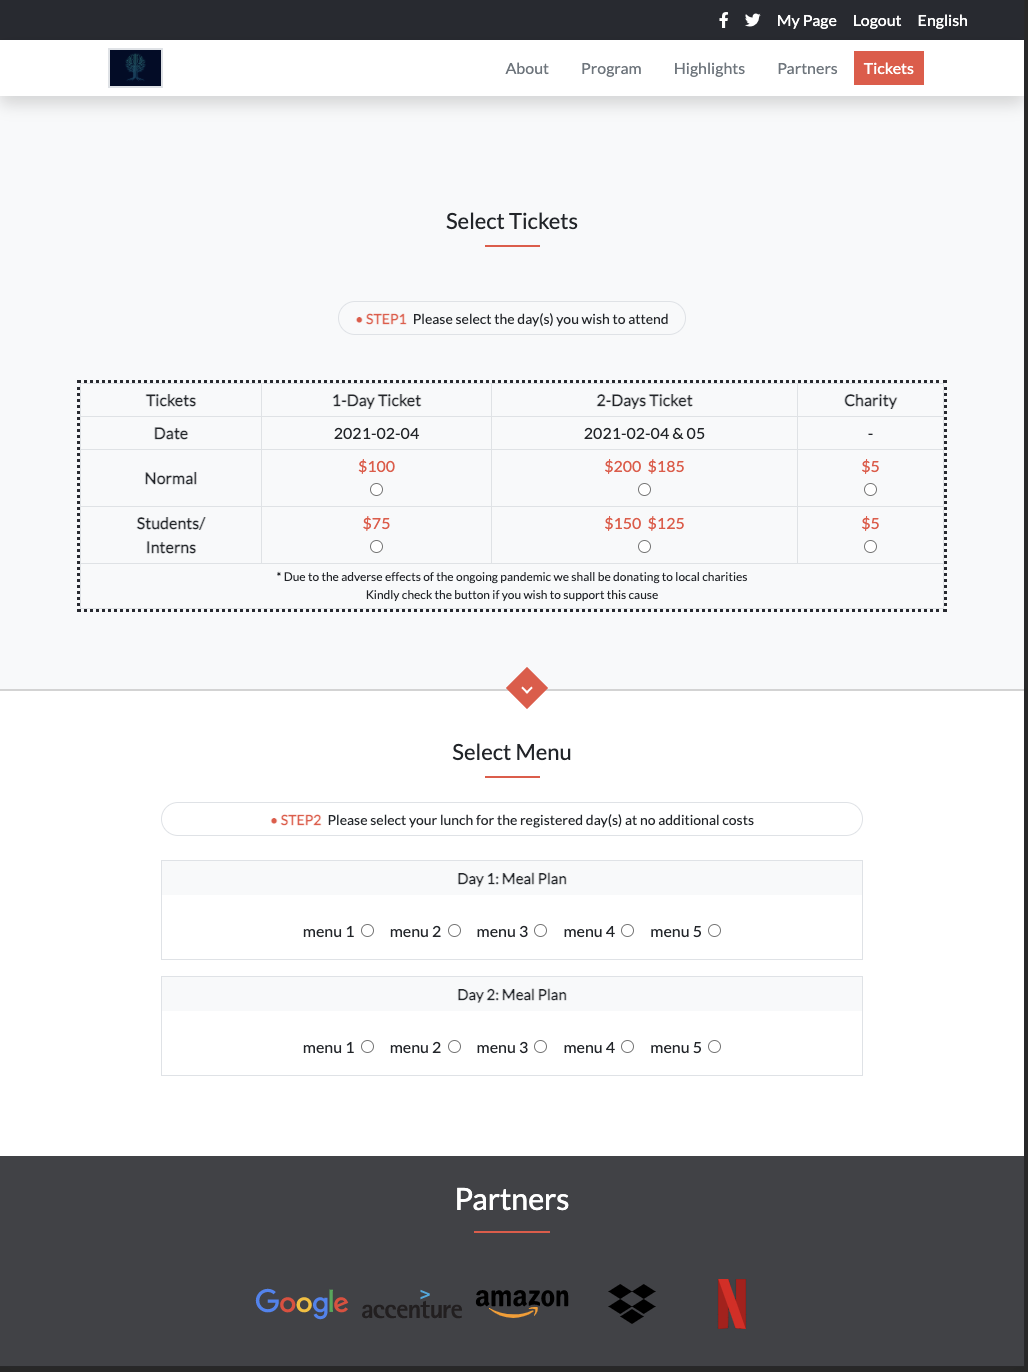 My Page Logout English
About Program Highlights Partners Tickets
Select Tickets
• STEP1 Please select the day(s) you wish to attend
Tickets 1-Day Ticket 2-Days Ticket Charity
Date 2021-02-04 2021-02-04 & 05 -
Normal $100 $200 $185 $5
Students/
Interns $75 $150 $125 $5
* Due to the adverse effects of the ongoing pandemic we shall be donating to local charities
Kindly check the button if you wish to support this cause
Select Menu
• STEP2 Please select your lunch for the registered day(s) at no additional costs
Day 1: Meal Plan
menu 1 menu 2 menu 3 menu 4 menu 5
Day 2: Meal Plan
menu 1 menu 2 menu 3 menu 4 menu 5
Partners
Google accenture amazon N